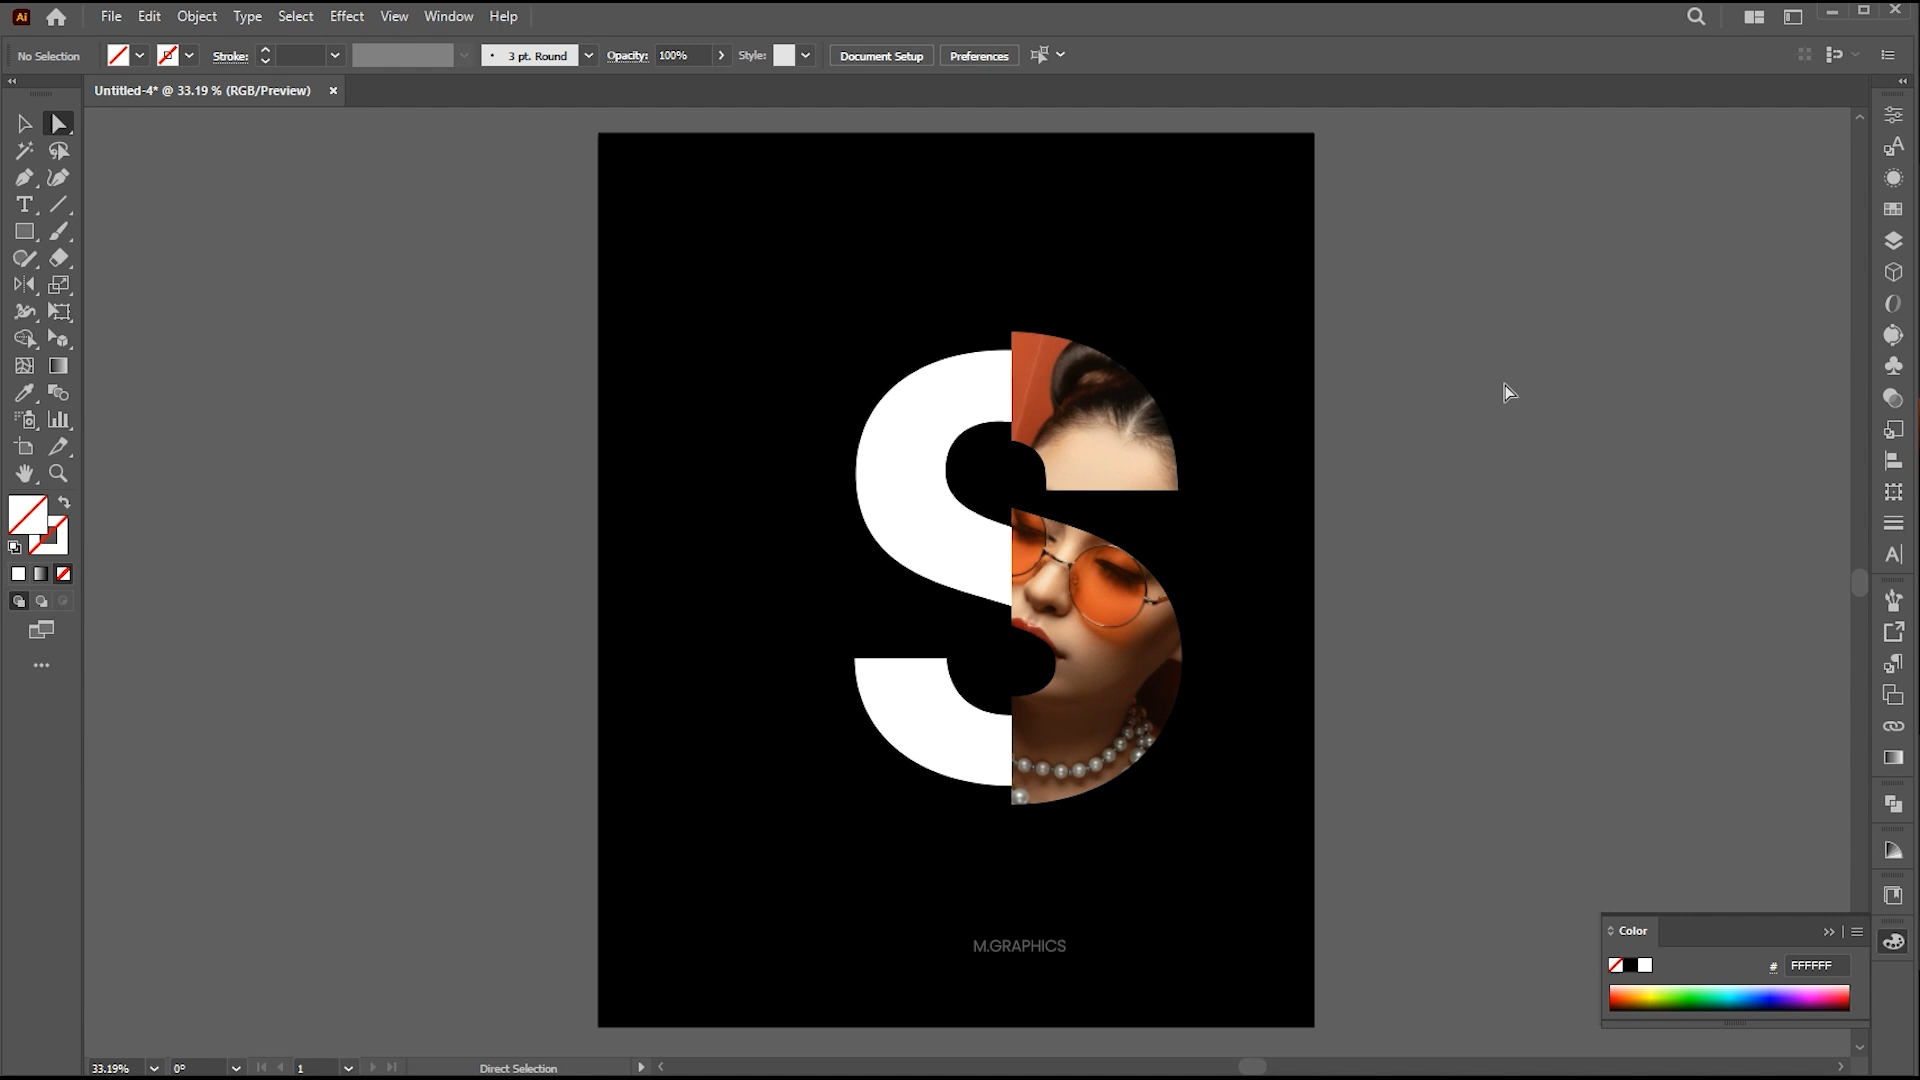 Ai File Edit Object Type Select Effect View Window Help
No Selection Stroke: 3 pt. Round Opacity: 100% Style: Document Setup Preferences
Untitled-4* @ 33.19 % (RGB/Preview)
S
M.GRAPHICS
Color
# FFFFFF
33.19% 0° 1 Direct Selection